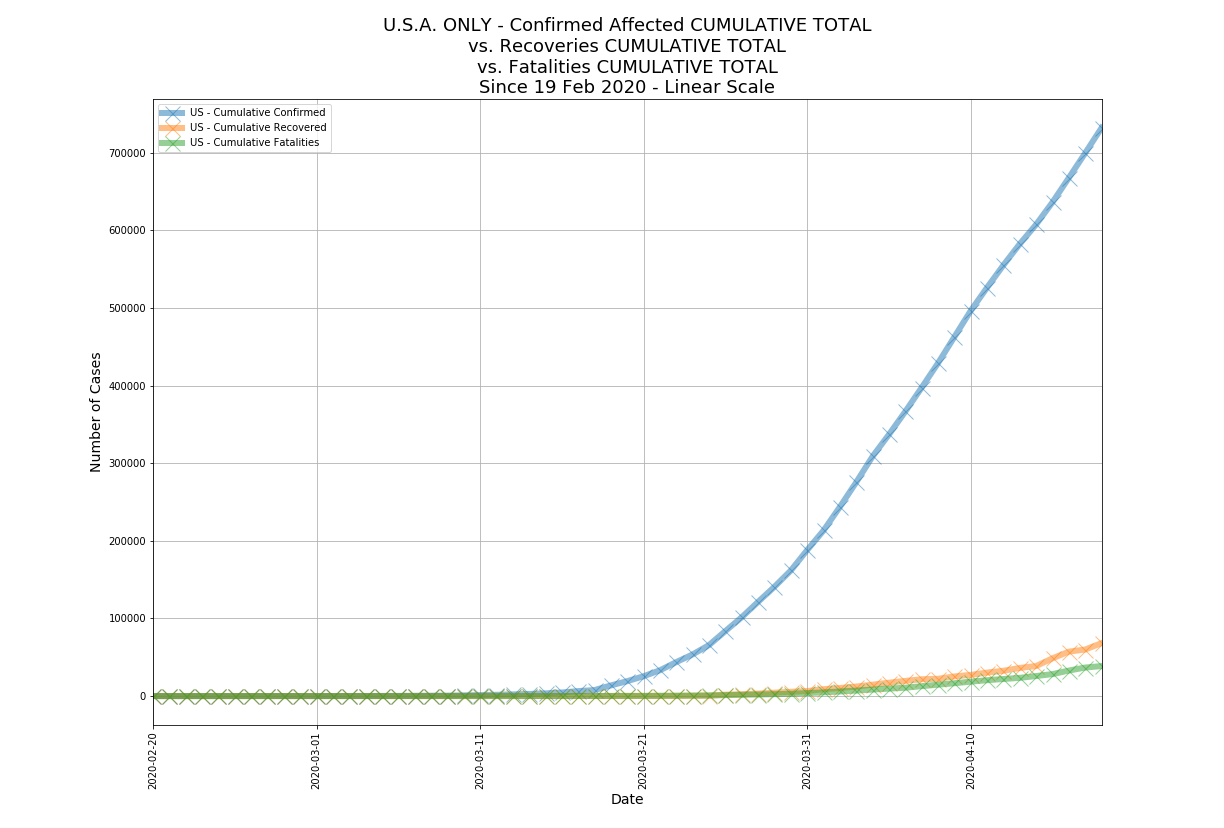 U.S.A. ONLY - Confirmed Affected CUMULATIVE TOTAL
vs. Recoveries CUMULATIVE TOTAL
vs. Fatalities CUMULATIVE TOTAL
Since 19 Feb 2020 - Linear Scale
US - Cumulative Confirmed
US - Cumulative Recovered
US - Cumulative Fatalities
700000
600000
500000
400000
300000
200000
100000
0
Number of Cases
2020-02-20
2020-03-01
2020-03-11
2020-03-21
2020-03-31
2020-04-10
Date